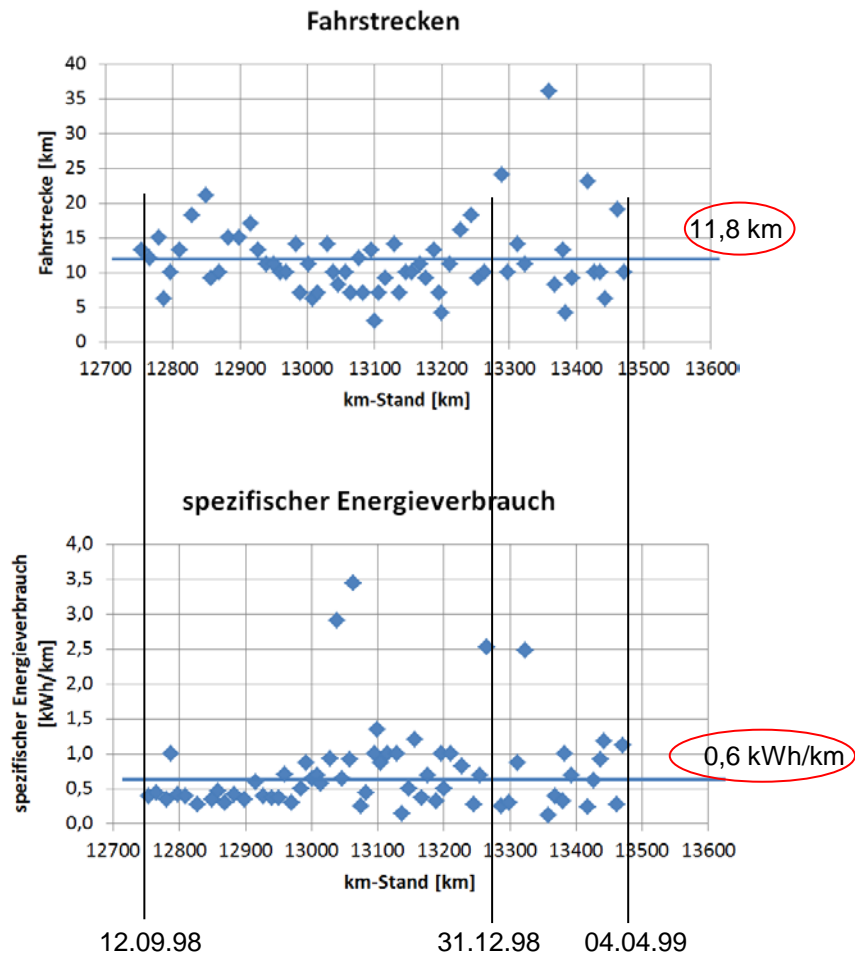 Fahrstrecken
40
35
30
25
20
15
10
5
0
Fahrstrecke [km]
11,8 km
12700 12800 12900 13000 13100 13200 13300 13400 13500 13600
km-Stand [km]
spezifischer Energieverbrauch
4,0
3,5
3,0
2,5
2,0
1,5
1,0
0,5
0,0
spezifischer Energieverbrauch
[kWh/km]
0,6 kWh/km
12700 12800 12900 13000 13100 13200 13300 13400 13500 13600
km-Stand [km]
12.09.98 31.12.98 04.04.99